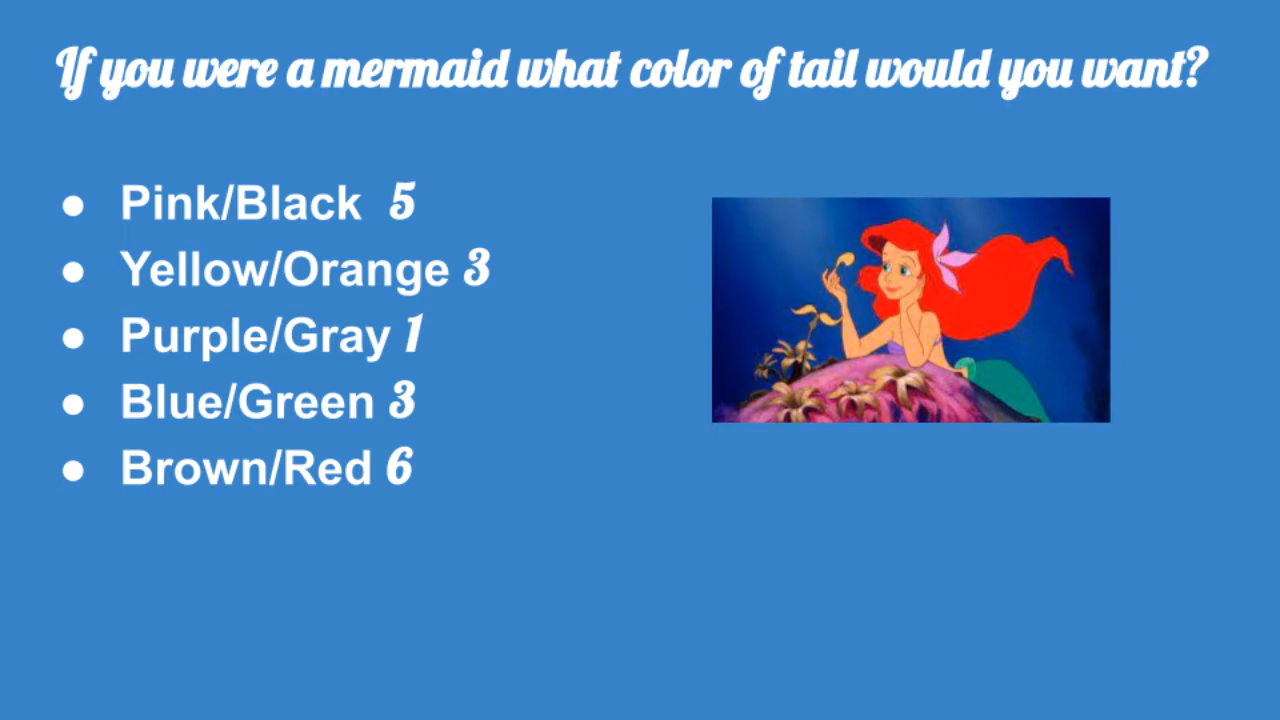 If you were a mermaid what color of tail would you want?
● Pink/Black 5
● Yellow/Orange 3
● Purple/Gray 1
● Blue/Green 3
● Brown/Red 6